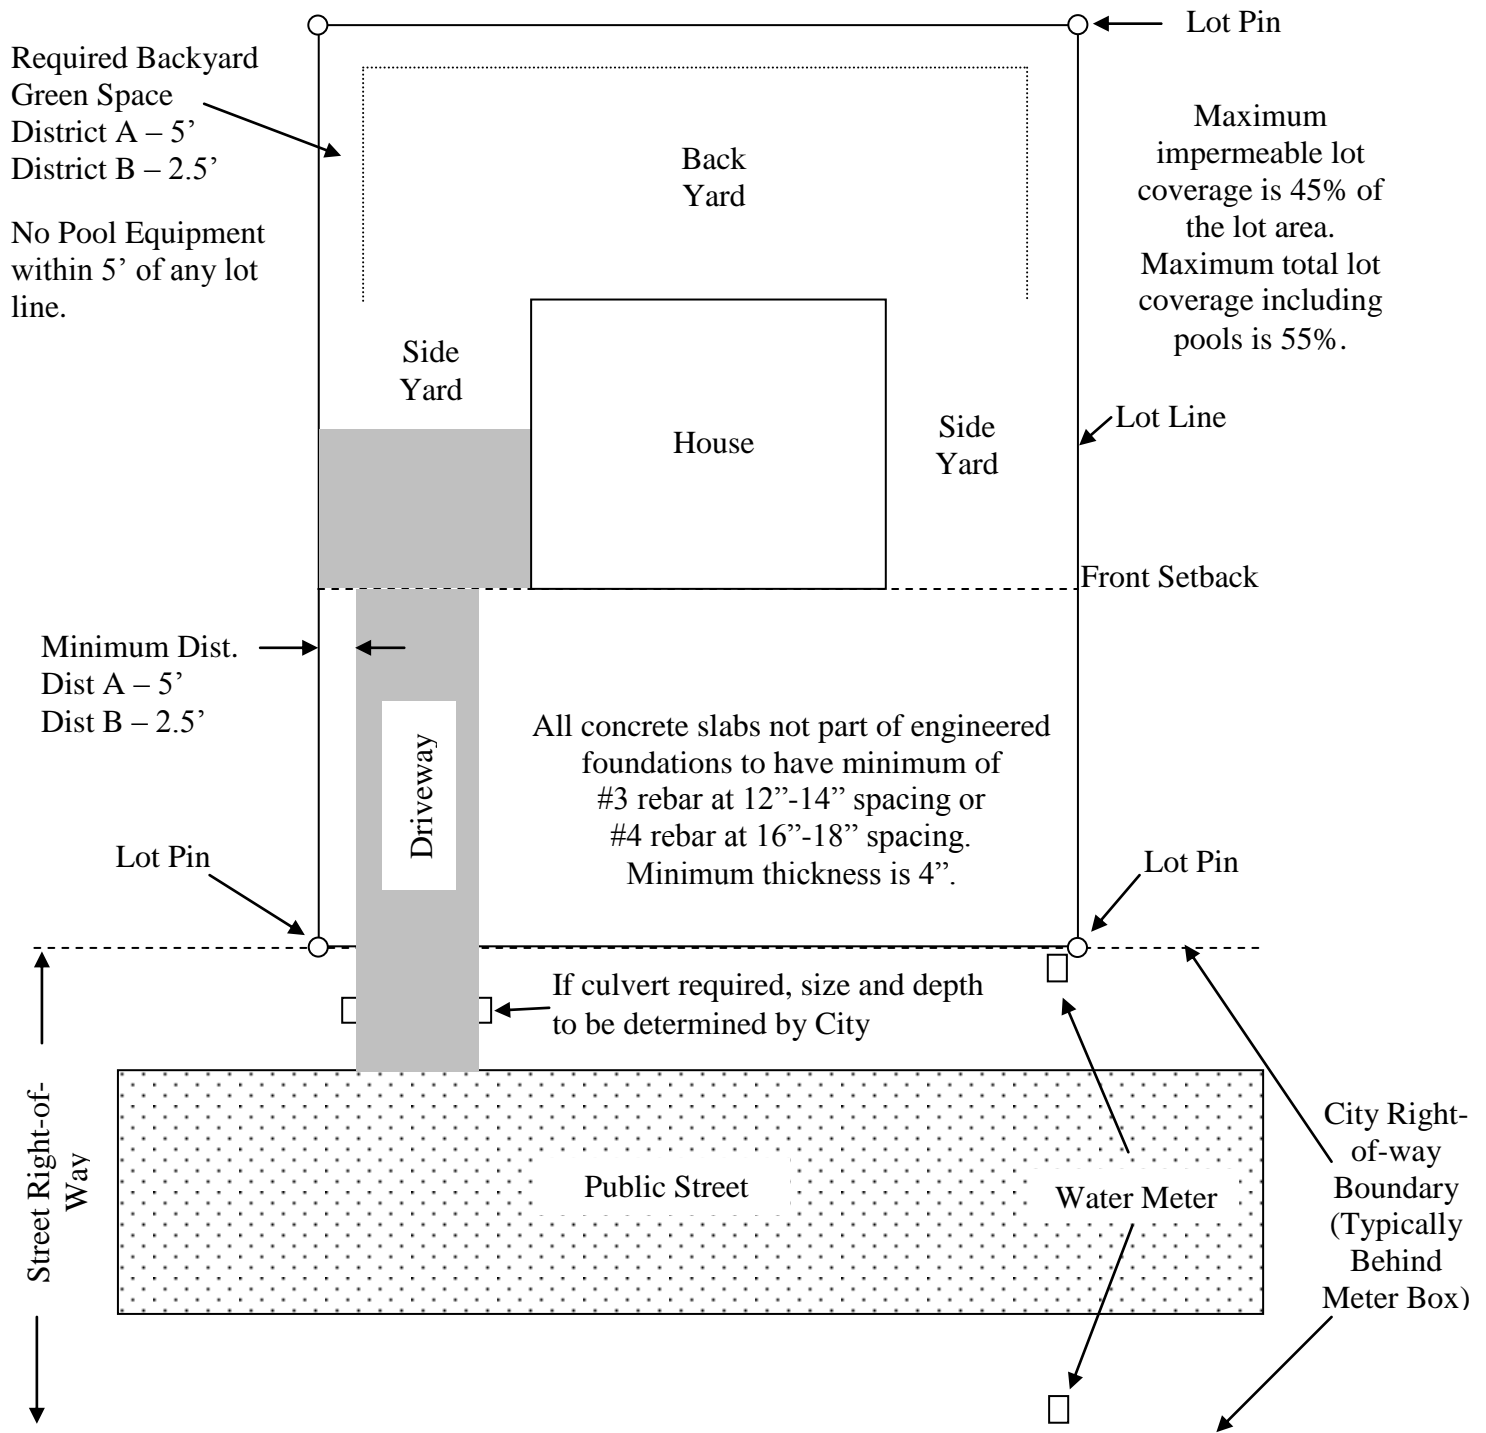 Lot Pin
Required Backyard
Green Space
District A – 5’
District B – 2.5’
No Pool Equipment
within 5’ of any lot
line.
Back
Yard
Maximum
impermeable lot
coverage is 45% of
the lot area.
Maximum total lot
coverage including
pools is 55%.
Side
Yard
House
Side
Yard
Lot Line
Front Setback
Minimum Dist.
Dist A – 5’
Dist B – 2.5’
Driveway
All concrete slabs not part of engineered
foundations to have minimum of
#3 rebar at 12”-14” spacing or
#4 rebar at 16”-18” spacing.
Minimum thickness is 4”.
Lot Pin
Lot Pin
If culvert required, size and depth
to be determined by City
Street Right-of-
Way
Public Street
Water Meter
City Right-
of-way
Boundary
(Typically
Behind
Meter Box)